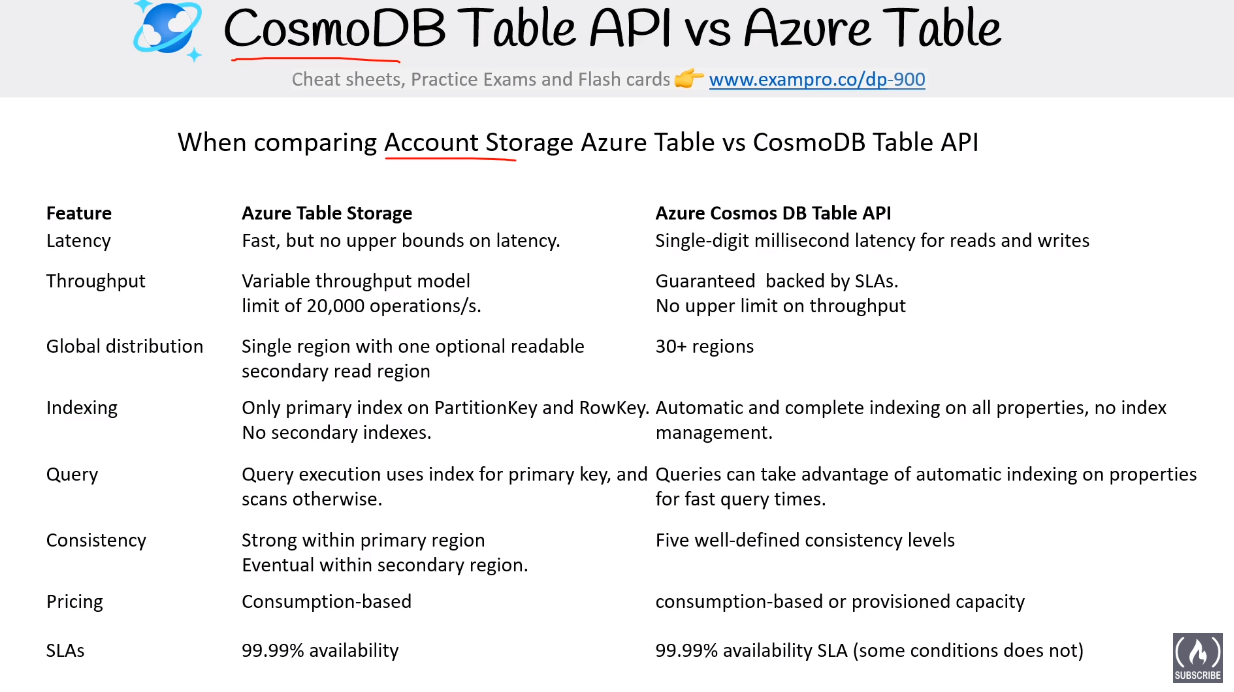 CosmoDB Table API vs Azure Table
Cheat sheets, Practice Exams and Flash cards 👉 www.exampro.co/dp-900
When comparing Account Storage Azure Table vs CosmoDB Table API
Feature Azure Table Storage Azure Cosmos DB Table API
Latency Fast, but no upper bounds on latency. Single-digit millisecond latency for reads and writes
Throughput Variable throughput model Guaranteed  backed by SLAs.
limit of 20,000 operations/s. No upper limit on throughput
Global distribution Single region with one optional readable 30+ regions
secondary read region
Indexing Only primary index on PartitionKey and RowKey. Automatic and complete indexing on all properties, no index
No secondary indexes. management.
Query Query execution uses index for primary key, and Queries can take advantage of automatic indexing on properties
scans otherwise. for fast query times.
Consistency Strong within primary region Five well-defined consistency levels
Eventual within secondary region.
Pricing Consumption-based consumption-based or provisioned capacity
SLAs 99.99% availability 99.99% availability SLA (some conditions does not)
SUBSCRIBE